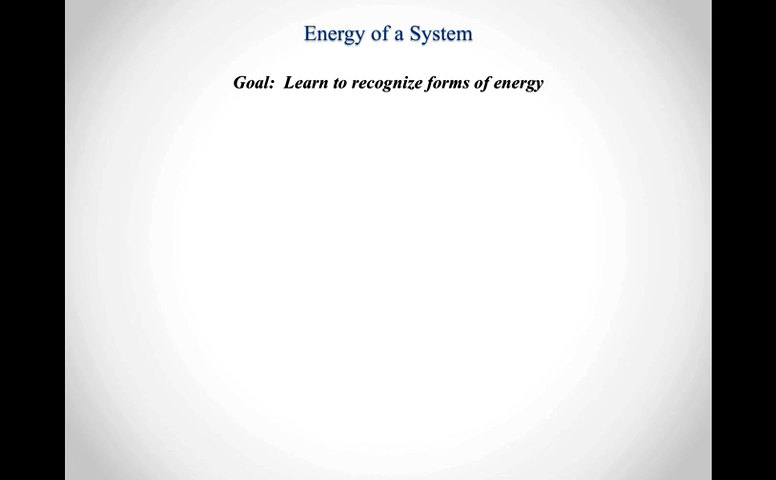 Energy of a System
Goal:  Learn to recognize forms of energy